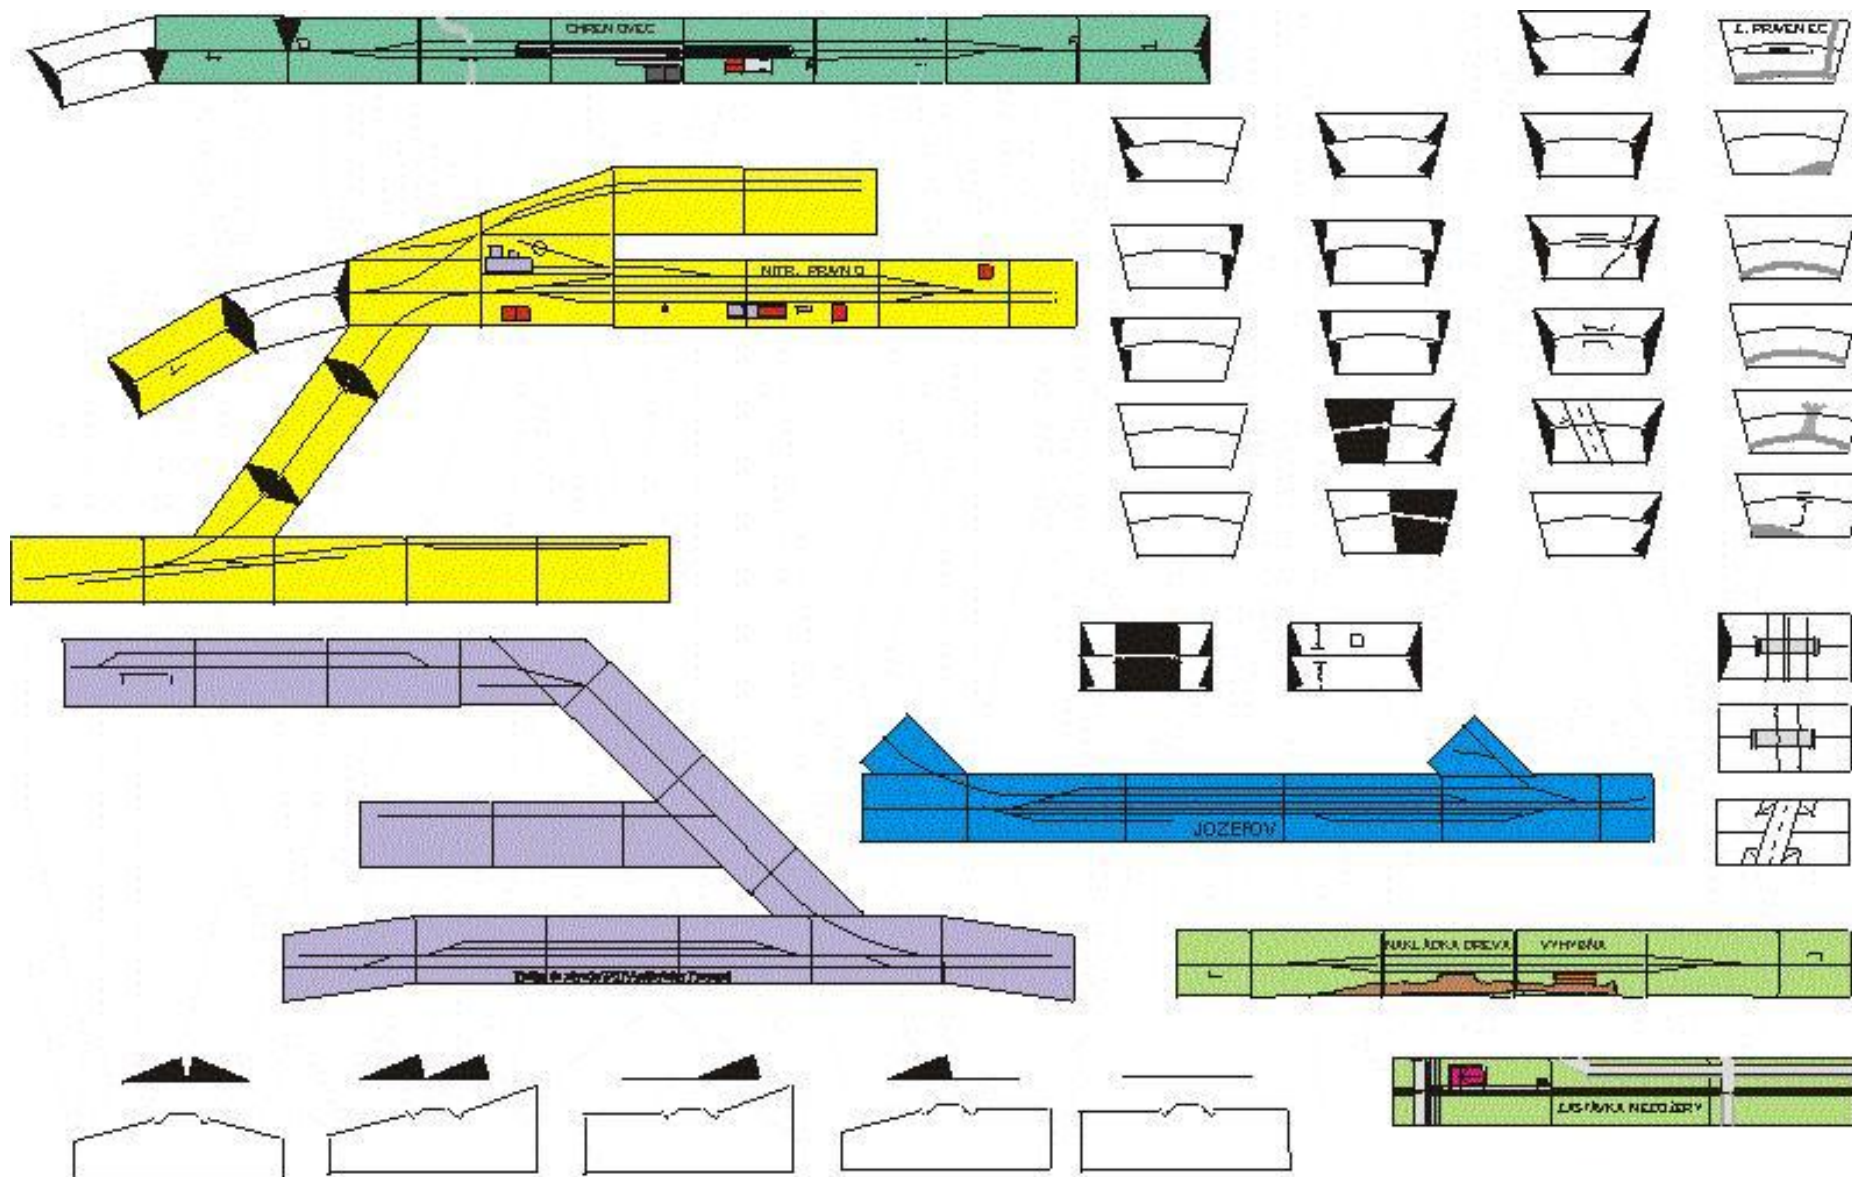 CHRENOVEC
Z. PRAVENEC
NITR. PRAVNO
JOZEFOV
NAKLÁDKA DREVA
VÝHYBŇA
ZASTÁVKA NEDOŽERY